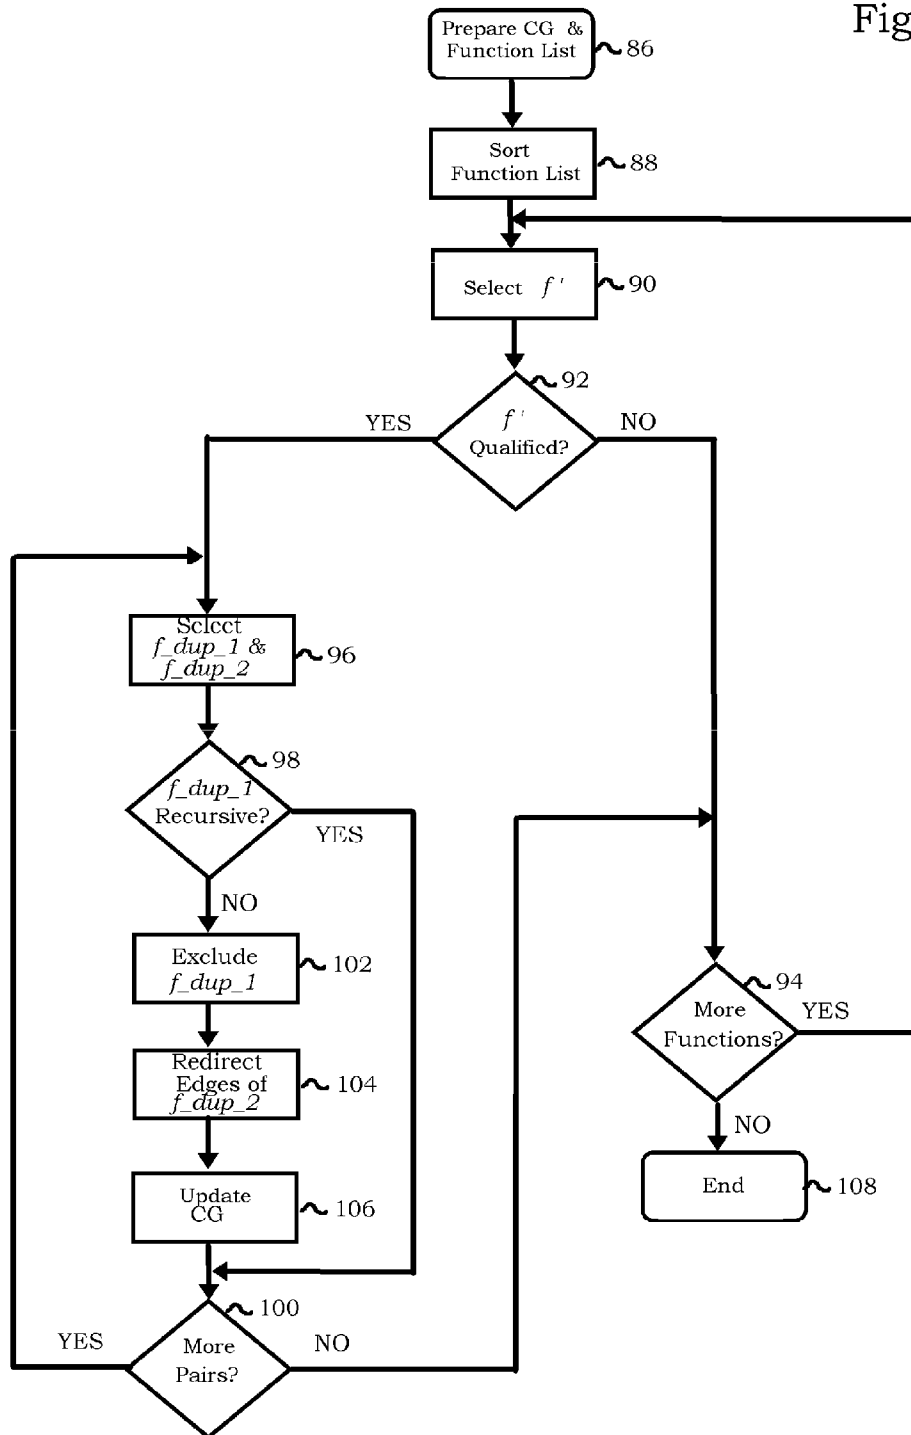 Fig
Prepare CG &
Function List
86
Sort
Function List
88
Select f '
90
92
f '
Qualified?
YES
NO
Select
f_dup_1 &
f_dup_2
96
98
f_dup_1
Recursive?
YES
NO
Exclude
f_dup_1
102
94
More
Functions?
YES
Redirect
Edges of
f_dup_2
104
NO
Update
CG
106
End
108
100
More
Pairs?
YES
NO